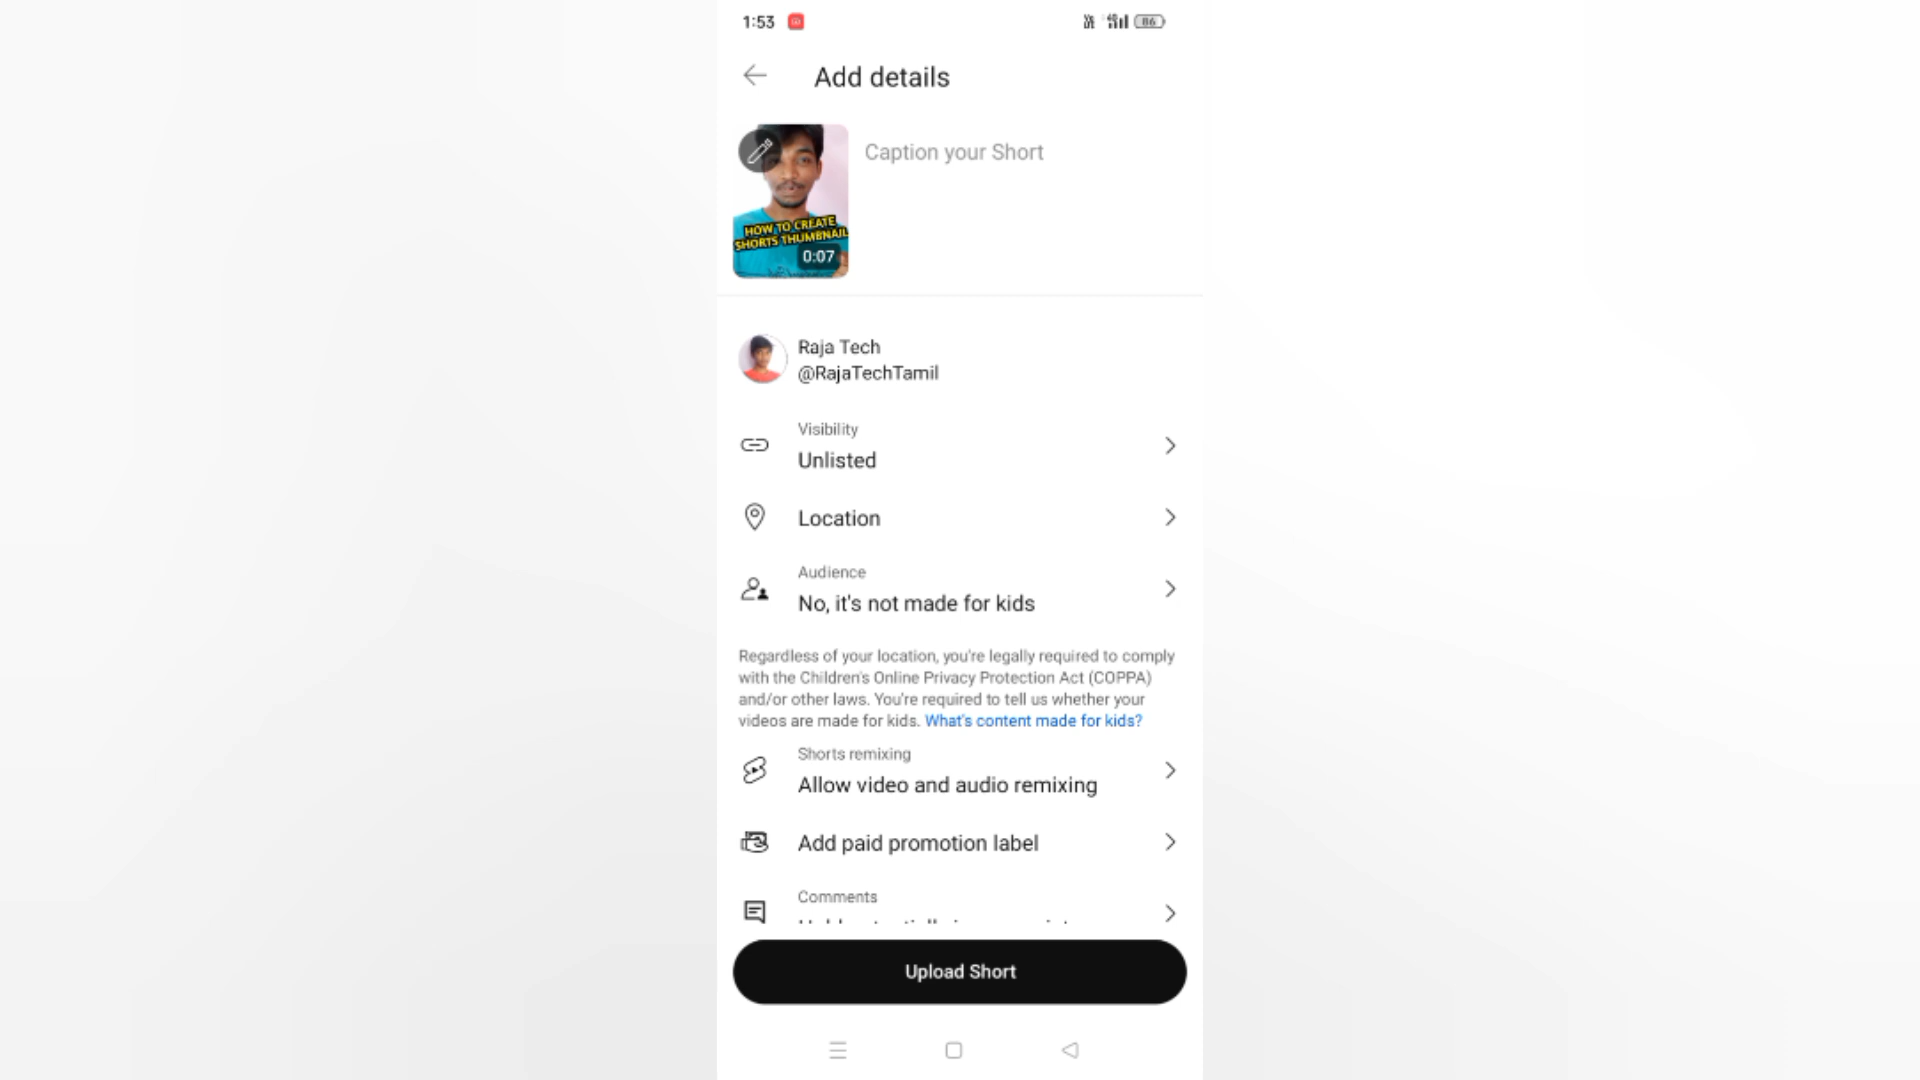 1:53
86
Add details
Caption your Short
HOW TO CREATE
SHORTS THUMBNAIL
0:07
Raja Tech
@RajaTechTamil
Visibility
Unlisted
Location
Audience
No, it's not made for kids
Regardless of your location, you're legally required to comply
with the Children's Online Privacy Protection Act (COPPA)
and/or other laws. You're required to tell us whether your
videos are made for kids. What's content made for kids?
Shorts remixing
Allow video and audio remixing
Add paid promotion label
Comments
Upload Short